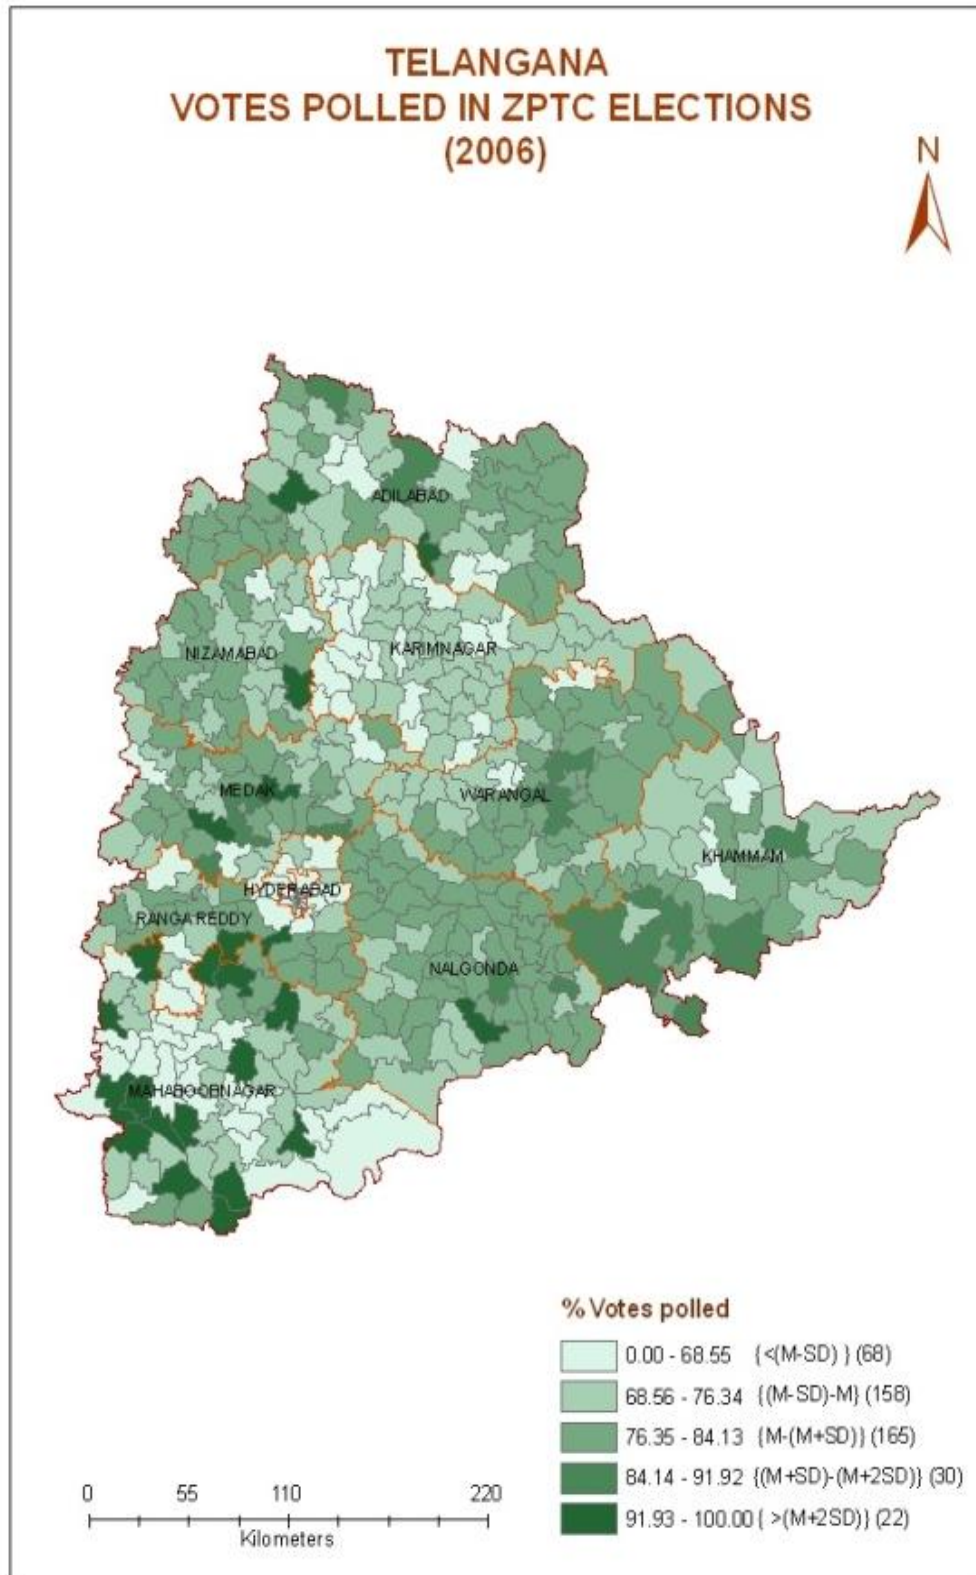 TELANGANA
VOTES POLLED IN ZPTC ELECTIONS
(2006)
N
ADILABAD
NIZAMABAD
KARIMNAGAR
MEDAK
WARANGAL
KHAMMAM
HYDERABAD
RANGA REDDY
NALGONDA
MAHABOOBNAGAR
% Votes polled
0.00 - 68.55 {<(M-SD) } (68)
68.56 - 76.34 {(M-SD)-M} (158)
76.35 - 84.13 {M-(M+SD)} (165)
84.14 - 91.92 {(M+SD)-(M+2SD)} (30)
91.93 - 100.00 { >(M+2SD)} (22)
0 55 110 220
Kilometers